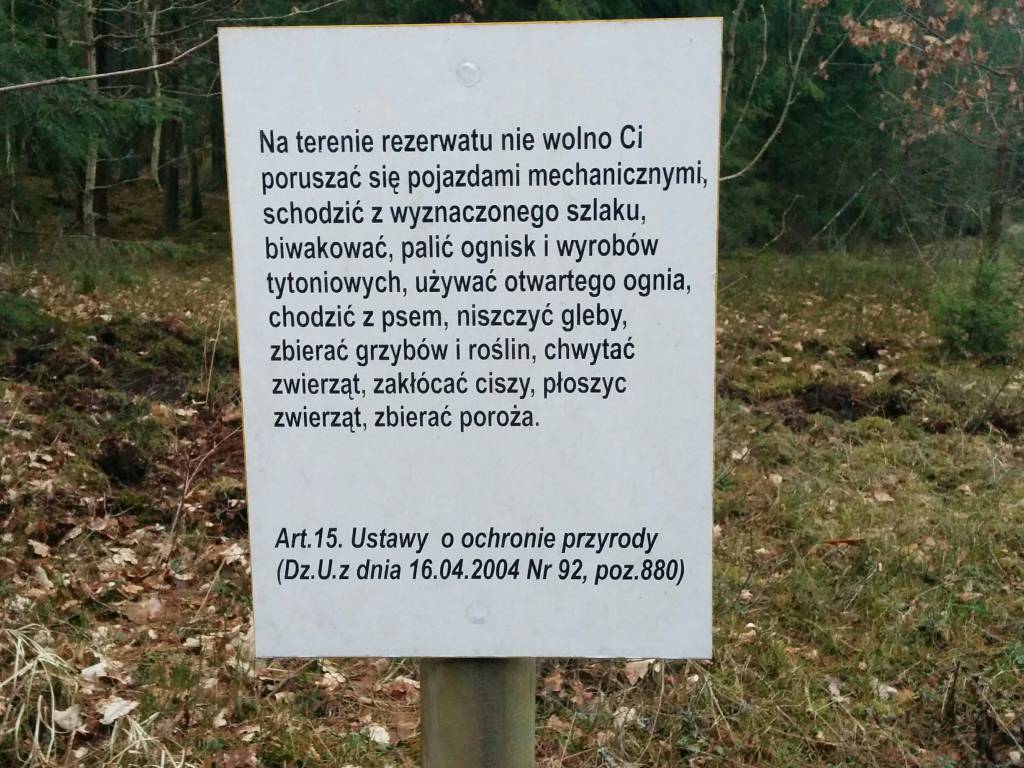 Na terenie rezerwatu nie wolno Ci
poruszać się pojazdami mechanicznymi,
schodzić z wyznaczonego szlaku,
biwakować, palić ognisk i wyrobów
tytoniowych, używać otwartego ognia,
chodzić z psem, niszczyć gleby,
zbierać grzybów i roślin, chwytać
zwierząt, zakłócać ciszy, płoszyc
zwierząt, zbierać poroża.
Art.15. Ustawy o ochronie przyrody
(Dz.U.z dnia 16.04.2004 Nr 92, poz.880)